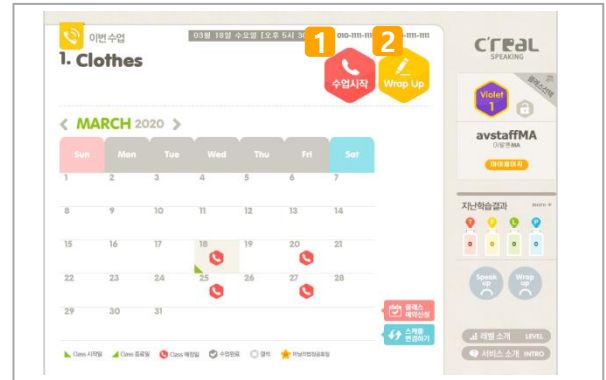 이번 수업
03월 18일 수요일 [오후 5시 30
010-1111-1111
-1111-1111
1. Clothes
1
수업시작
2
Wrap Up
MARCH 2020
Sun Mon Tue Wed Thu Fri Sat
1 2 3 4 5 6 7
8 9 10 11 12 13 14
15 16 17 18 19 20 21
22 23 24 25 26 27 28
29 30 31
Class 시작일 Class 종료일 Class 예정일 수업완료 결석
클래스
예약신청
스케줄
변경하기
C'REAL
SPEAKING
클래스선택
Violet
1
avstaffMA
마이페이지
지난학습결과 more
0 0 0 0
Speak
up
Wrap
up
레벨 소개 LEVEL
서비스 소개 INTRO